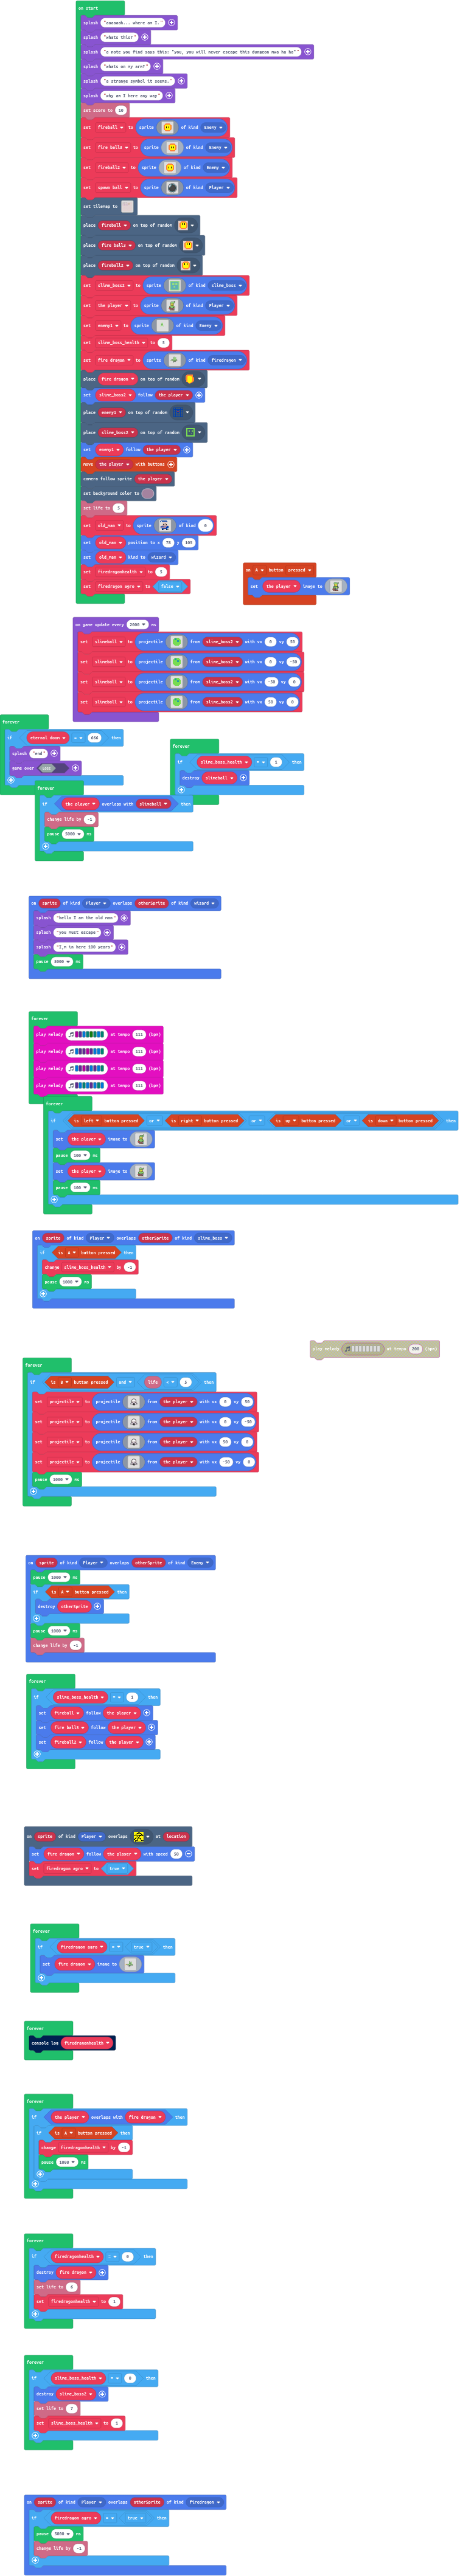 on start
splash "aaaaaah... where am I."
splash "whats this?"
splash "a note you find says this: "you, you will never escape this dungeon mwa ha ha""
splash "whats on my arm?"
splash "a strange symbol it seems."
splash "why am I here any way"
set score to 10
set fireball to sprite of kind Enemy
set fire ball3 to sprite of kind Enemy
set fireball2 to sprite of kind Enemy
set spawn ball to sprite of kind Player
set tilemap to
place fireball on top of random
place fire ball3 on top of random
place fireball2 on top of random
set slime_boss2 to sprite of kind slime_boss
set the player to sprite of kind Player
set enemy1 to sprite of kind Enemy
set slime_boss_health to
set fire dragon to sprite of kind firedragon
place fire dragon on top of random
set slime_boss2 follow the player
place enemy1 on top of random
place slime_boss2 on top of random
set enemy1 follow the player
move the player with buttons
camera follow sprite the player
set background color to
set life to
set old_man to sprite of kind 0
set old_man position to x 78 y 185
set old_man kind to wizard
set firedragonhealth to
set firedragon agro to false
on A button pressed
set the player image to
on game update every 2000 ms
set slimeball to projectile from slime_boss2 with vx 0 vy 50
set slimeball to projectile from slime_boss2 with vx 0 vy -50
set slimeball to projectile from slime_boss2 with vx -50 vy 0
set slimeball to projectile from slime_boss2 with vx 50 vy 0
forever
if eternal doom = 666 then
splash "end"
game over
forever
if slime_boss_health = 1 then
destroy slimeball
forever
if the player overlaps with slimeball then
change life by -1
pause 5000 ms
on sprite of kind Player overlaps otherSprite of kind wizard
splash "hello I am the old man"
splash "you must escape"
splash "I,m is here 100 years"
pause 2000 ms
forever
play melody at tempo 111 (bpm)
play melody at tempo 111 (bpm)
play melody at tempo 111 (bpm)
play melody at tempo 111 (bpm)
forever
if is left button pressed or is right button pressed or is up button pressed or is down button pressed then
set the player image to
pause 100 ms
set the player image to
pause 100 ms
on sprite of kind Player overlaps otherSprite of kind slime_boss
if is A button pressed then
change slime_boss_health by -1
pause 1000 ms
play melody at tempo 200 (bpm)
forever
if is B button pressed and life 3 then
set projectile to projectile from the player with vx 0 vy 50
set projectile to projectile from the player with vx 0 vy -50
set projectile to projectile from the player with vx 50 vy 0
set projectile to projectile from the player with vx -50 vy 0
pause 1000 ms
on sprite of kind Player overlaps otherSprite of kind Enemy
pause 5000 ms
if is A button pressed then
destroy otherSprite
pause 1000 ms
change life by -1
forever
if slime_boss_health = 1 then
set fireball follow the player
set fire ball3 follow the player
set fireball2 follow the player
on sprite of kind Player overlaps at location
set fire dragon follow the player with speed 30
set firedragon agro to true
forever
if firedragon agro = true then
set fire dragon image to
forever
console log firedragonhealth
forever
if the player overlaps with fire dragon then
if is A button pressed then
change firedragonhealth by -1
pause 1000 ms
forever
if firedragonhealth = 0 then
destroy fire dragon
set life to 6
set firedragonhealth to 1
forever
if slime_boss_health = 0 then
destroy slime_boss2
set life to 7
set slime_boss_health to 1
on sprite of kind Player overlaps otherSprite of kind firedragon
if firedragon agro = true then
pause 1000 ms
change life by -1